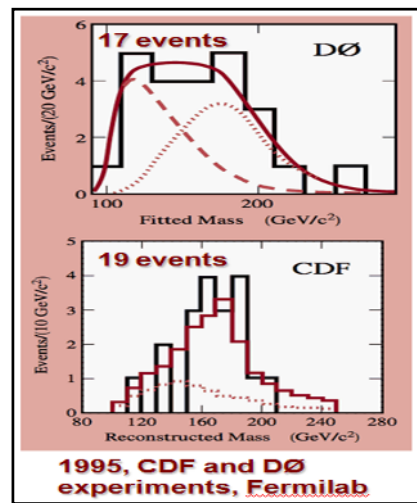 17 events
DØ
6
4
2
0
Events/(20 GeV/c²)
100
200
Fitted Mass
(GeV/c²)
19 events
CDF
5
4
3
2
1
0
Events/(10 GeV/c²)
80
120
160
200
240
280
Reconstructed Mass
(GeV/c²)
1995, CDF and DØ
experiments, Fermilab